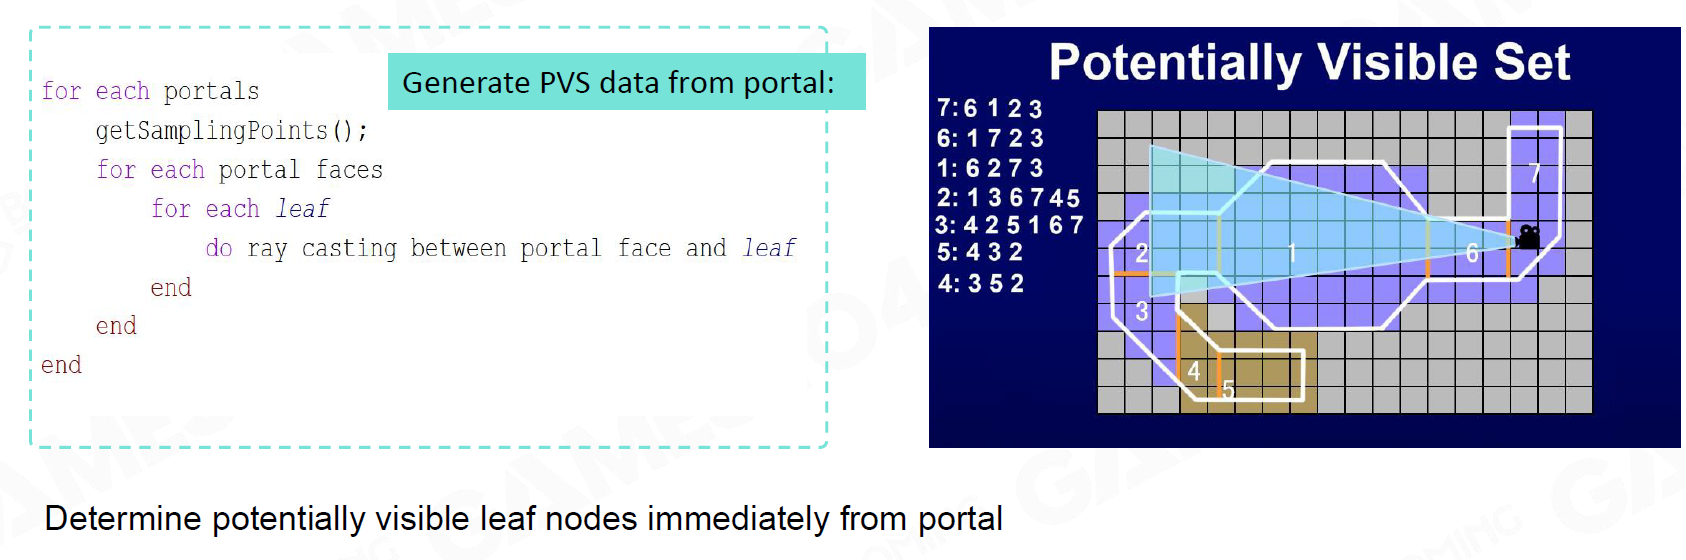 Generate PVS data from portal:
for each portals
getSamplingPoints();
for each portal faces
for each leaf
do ray casting between portal face and leaf
end
end
end
Potentially Visible Set
7: 6 1 2 3
6: 1 7 2 3
1: 6 2 7 3
2: 1 3 6 7 4 5
3: 4 2 5 1 6 7
5: 4 3 2
4: 3 5 2
7
2
1
6
3
4
5
Determine potentially visible leaf nodes immediately from portal